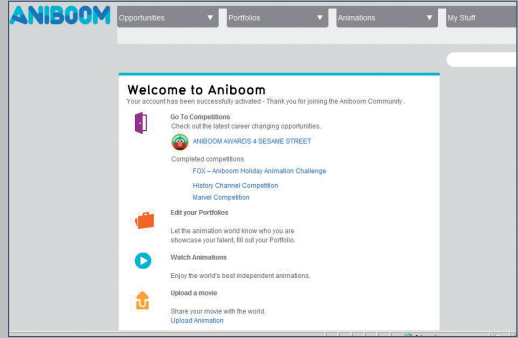 ANIBOOM
Opportunities
Portfolios
Animations
My Stuff
Welcome to Aniboom
Your account has been successfully activated - Thank you for joining the Aniboom Community .
Go To Competitions
Check out the latest career changing opportunities.
ANIBOOM AWARDS 4 SESAME STREET
Completed competitions
FOX – Aniboom Holiday Animation Challenge
History Channel Competition
Marvel Competition
Edit your Portfolios
Let the animation world know who you are
showcase your talent, fill out your Portfolio.
Watch Animations
Enjoy the world's best independent animations.
Upload a movie
Share your movie with the world.
Upload Animation